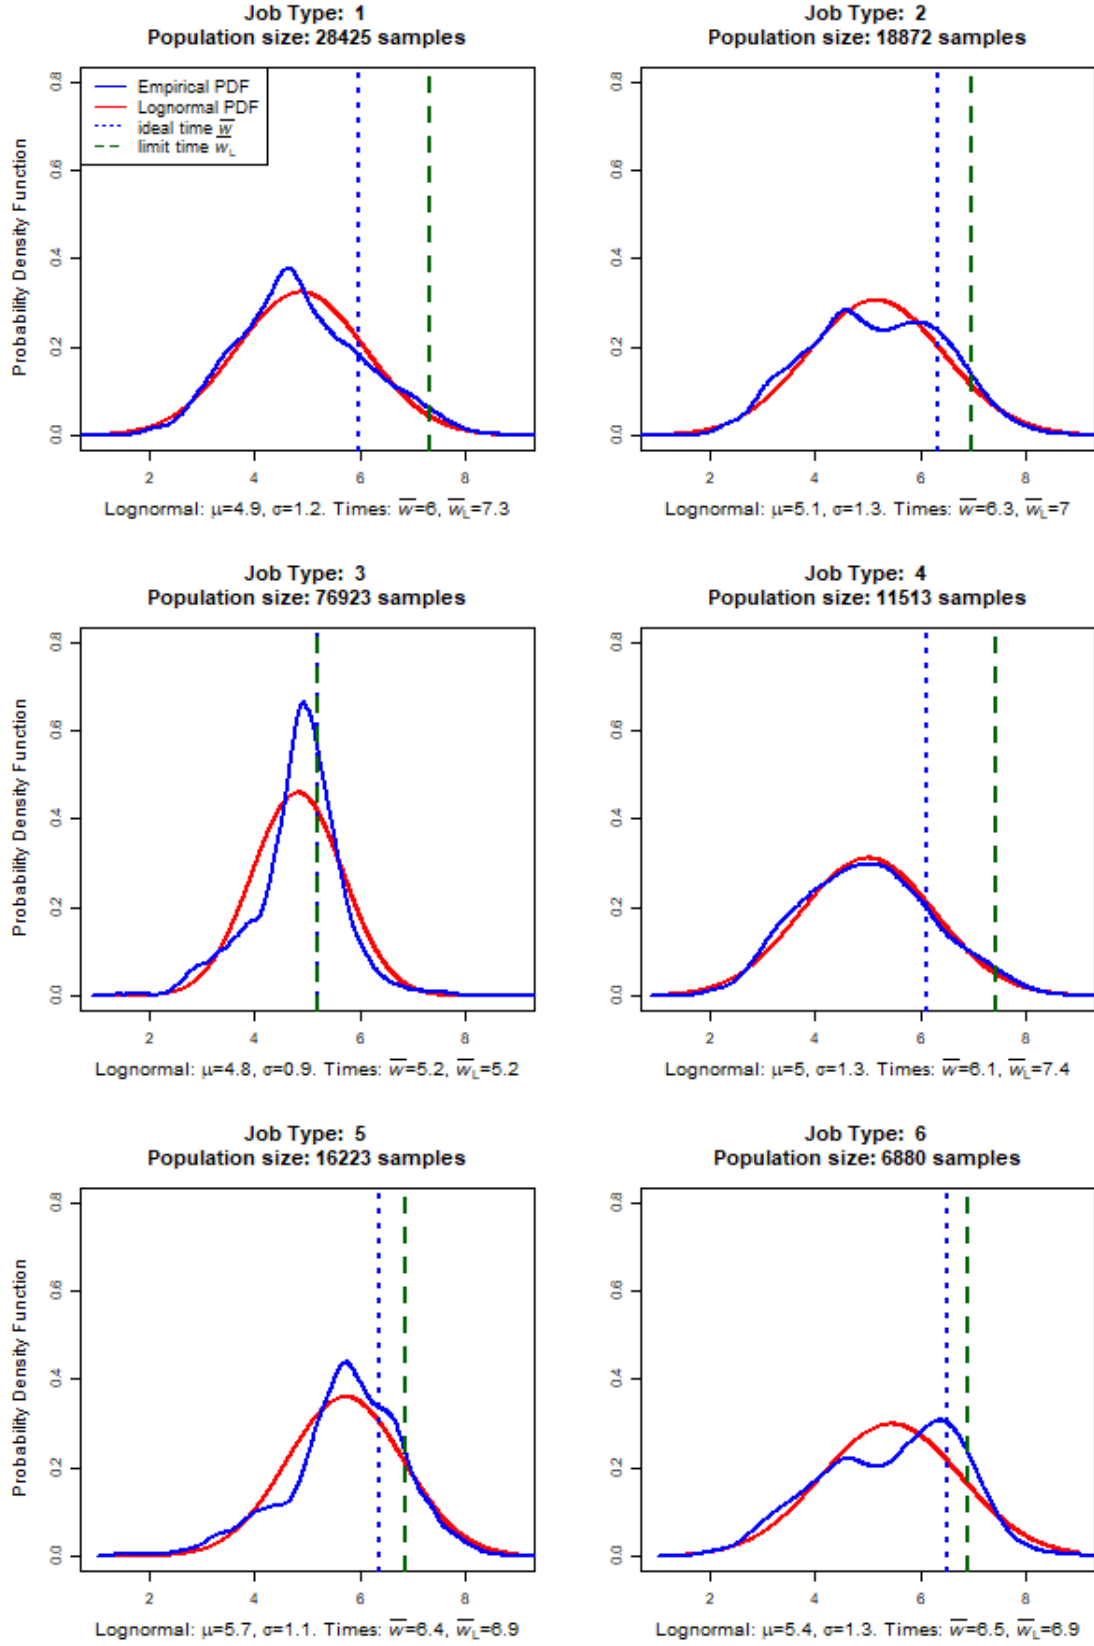 Job Type: 1
Population size: 28425 samples
Probability Density Function
0.0 0.2 0.4 0.6 0.8
Empirical PDF
Lognormal PDF
ideal time w̅
limit time w̅L
2 4 6 8
Lognormal: μ=4.9, σ=1.2. Times: w̅=6, w̅L=7.3
Job Type: 2
Population size: 18872 samples
0.0 0.2 0.4 0.6 0.8
2 4 6 8
Lognormal: μ=5.1, σ=1.3. Times: w̅=6.3, w̅L=7
Job Type: 3
Population size: 76923 samples
Probability Density Function
0.0 0.2 0.4 0.6 0.8
2 4 6 8
Lognormal: μ=4.8, σ=0.9. Times: w̅=5.2, w̅L=5.2
Job Type: 4
Population size: 11513 samples
0.0 0.2 0.4 0.6 0.8
2 4 6 8
Lognormal: μ=5, σ=1.3. Times: w̅=6.1, w̅L=7.4
Job Type: 5
Population size: 16223 samples
Probability Density Function
0.0 0.2 0.4 0.6 0.8
2 4 6 8
Lognormal: μ=5.7, σ=1.1. Times: w̅=6.4, w̅L=6.9
Job Type: 6
Population size: 6880 samples
0.0 0.2 0.4 0.6 0.8
2 4 6 8
Lognormal: μ=5.4, σ=1.3. Times: w̅=6.5, w̅L=6.9